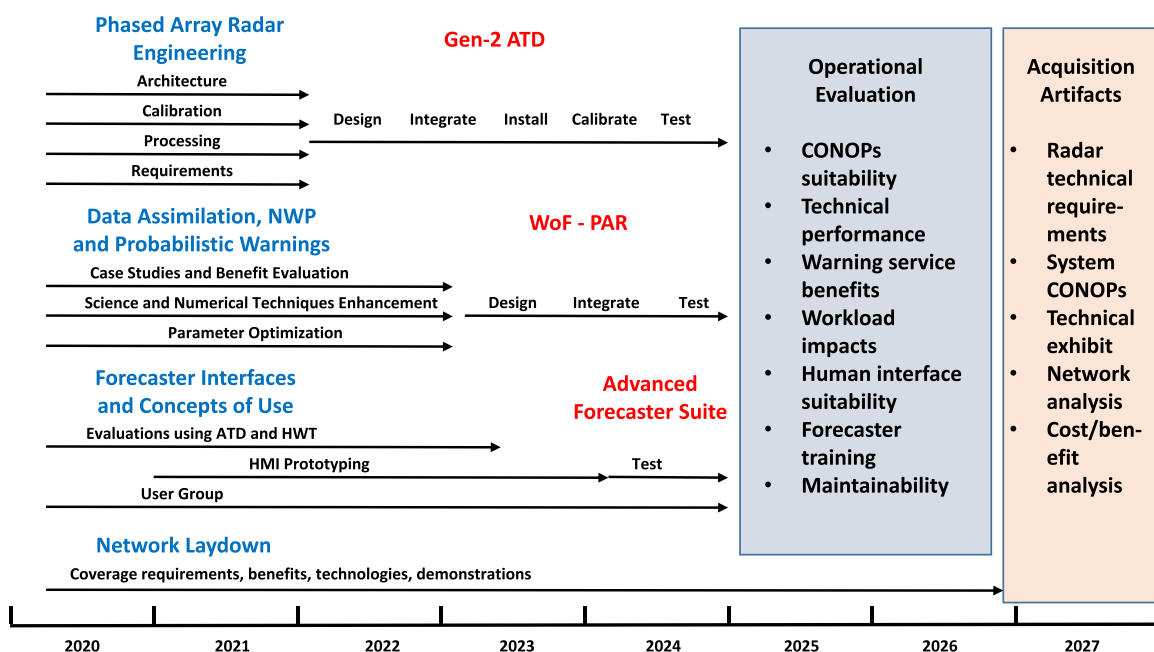 Phased Array Radar
Engineering
Architecture
Calibration
Processing
Requirements
Gen-2 ATD
Design Integrate Install Calibrate Test
Data Assimilation, NWP
and Probabilistic Warnings
Case Studies and Benefit Evaluation
Science and Numerical Techniques Enhancement
Parameter Optimization
WoF - PAR
Design Integrate Test
Forecaster Interfaces
and Concepts of Use
Evaluations using ATD and HWT
HMI Prototyping
User Group
Advanced
Forecaster Suite
Test
Network Laydown
Coverage requirements, benefits, technologies, demonstrations
Operational
Evaluation
• CONOPs
suitability
• Technical
performance
• Warning service
benefits
• Workload
impacts
• Human interface
suitability
• Forecaster
training
• Maintainability
Acquisition
Artifacts
• Radar
technical
require-
ments
• System
CONOPs
• Technical
exhibit
• Network
analysis
• Cost/ben-
efit
analysis
2020 2021 2022 2023 2024 2025 2026 2027